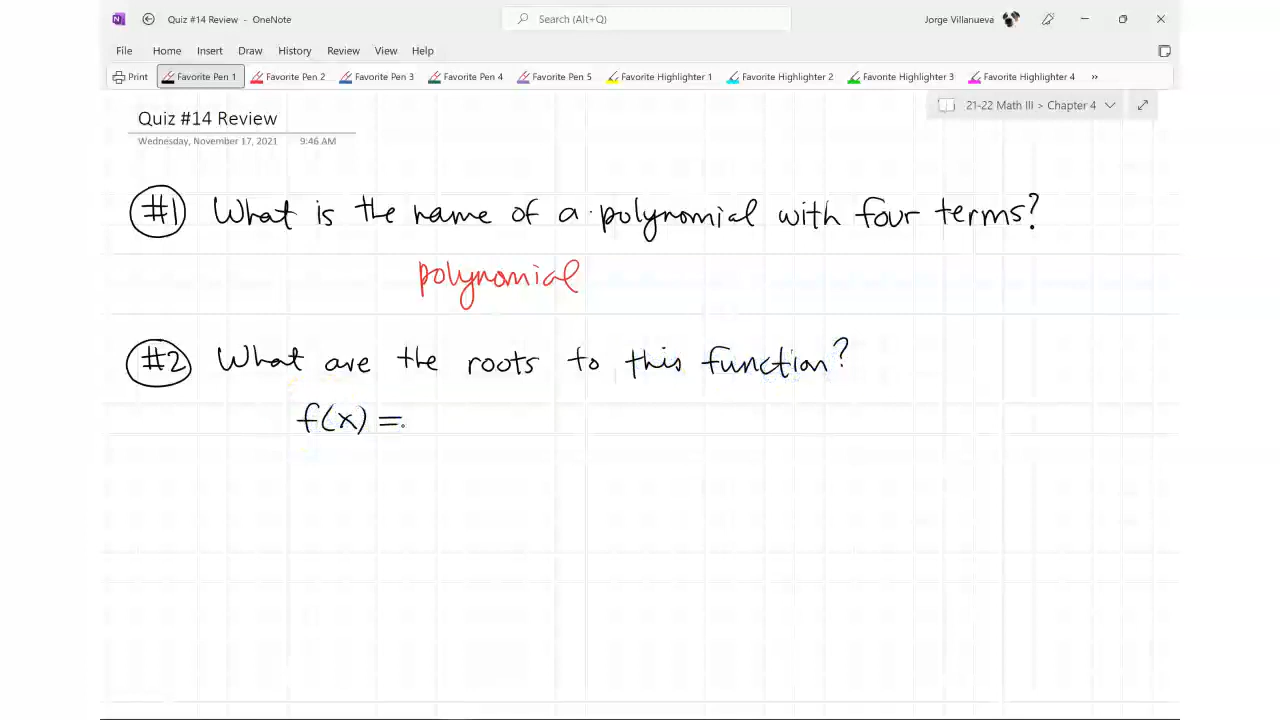 Quiz #14 Review - OneNote
Search (Alt+Q)
Jorge Villanueva
File Home Insert Draw History Review View Help
Print Favorite Pen 1 Favorite Pen 2 Favorite Pen 3 Favorite Pen 4 Favorite Pen 5 Favorite Highlighter 1 Favorite Highlighter 2 Favorite Highlighter 3 Favorite Highlighter 4 »
21-22 Math III > Chapter 4
Quiz #14 Review
Wednesday, November 17, 2021 9:46 AM
#1 What is the name of a polynomial with four terms?
polynomial
#2 What are the roots to this function?
f(x) =